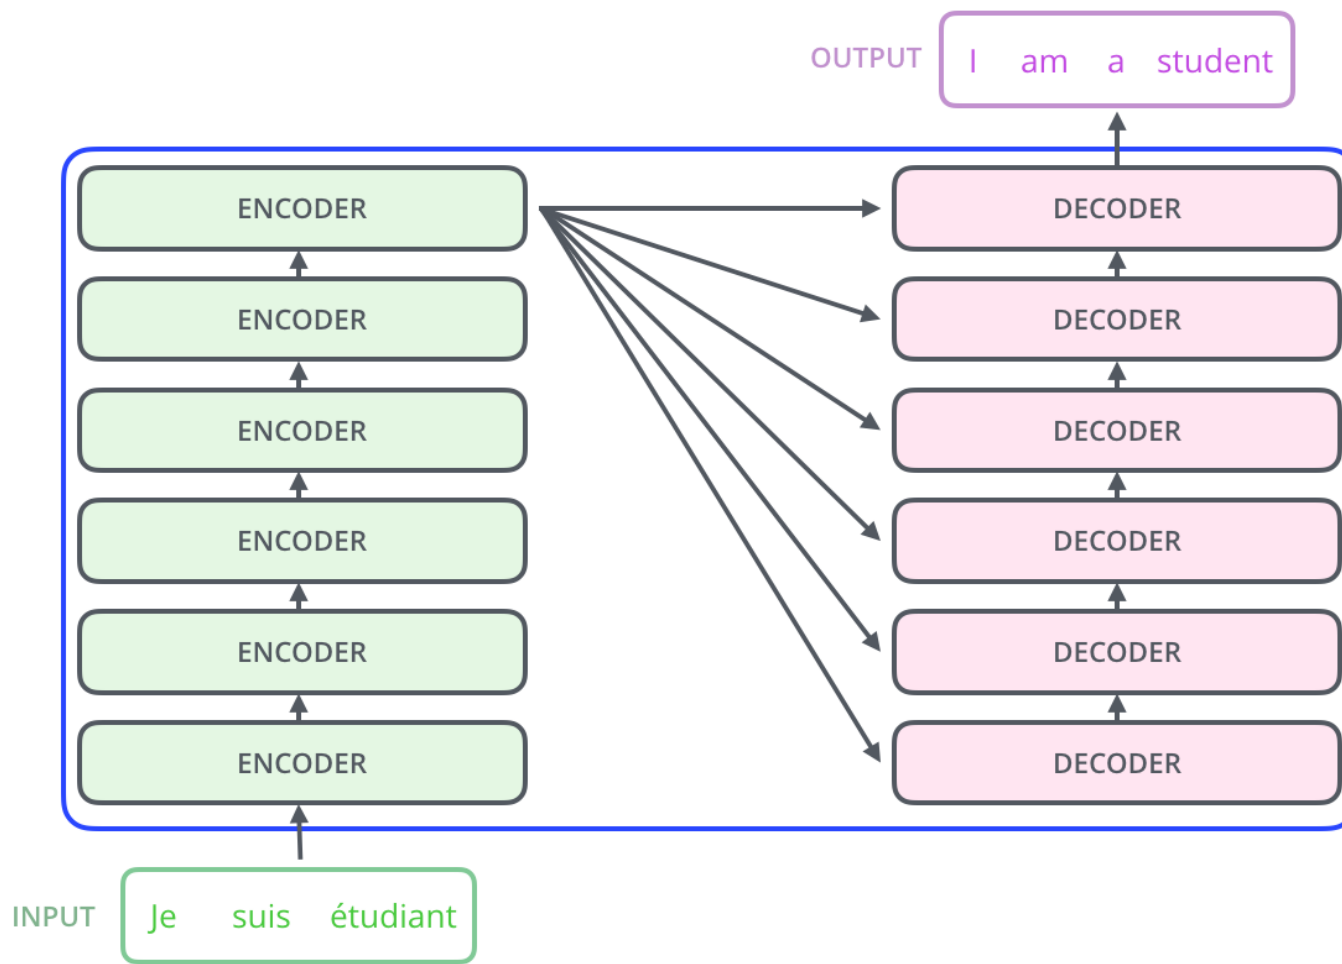 OUTPUT
I am a student
ENCODER
DECODER
ENCODER
DECODER
ENCODER
DECODER
ENCODER
DECODER
ENCODER
DECODER
ENCODER
DECODER
INPUT
Je suis étudiant